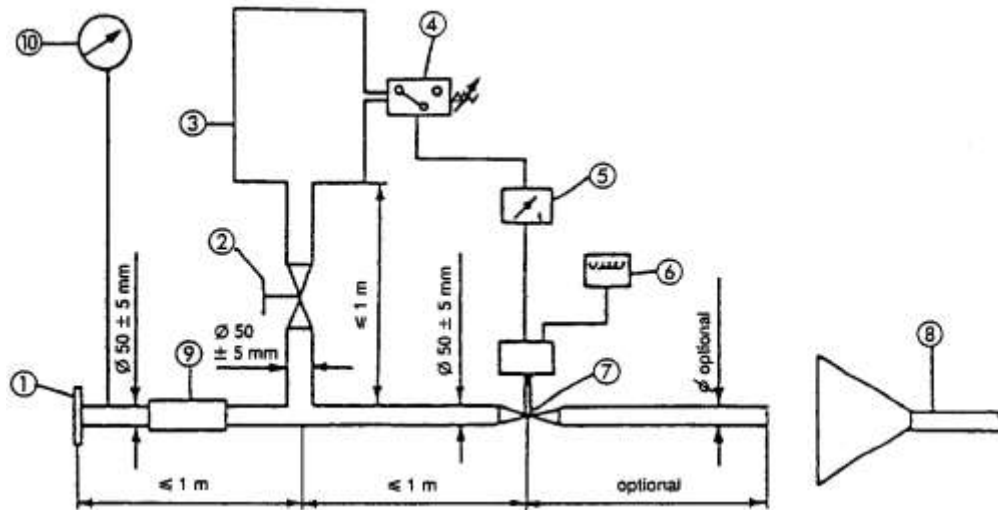 10
4
3
5
2
6
Ø 50 ± 5 mm
Ø 50
± 5 mm
≤ 1 m
Ø 50 ± 5 mm
Ø optional
7
8
1
9
≤ 1 m
≤ 1 m
optional